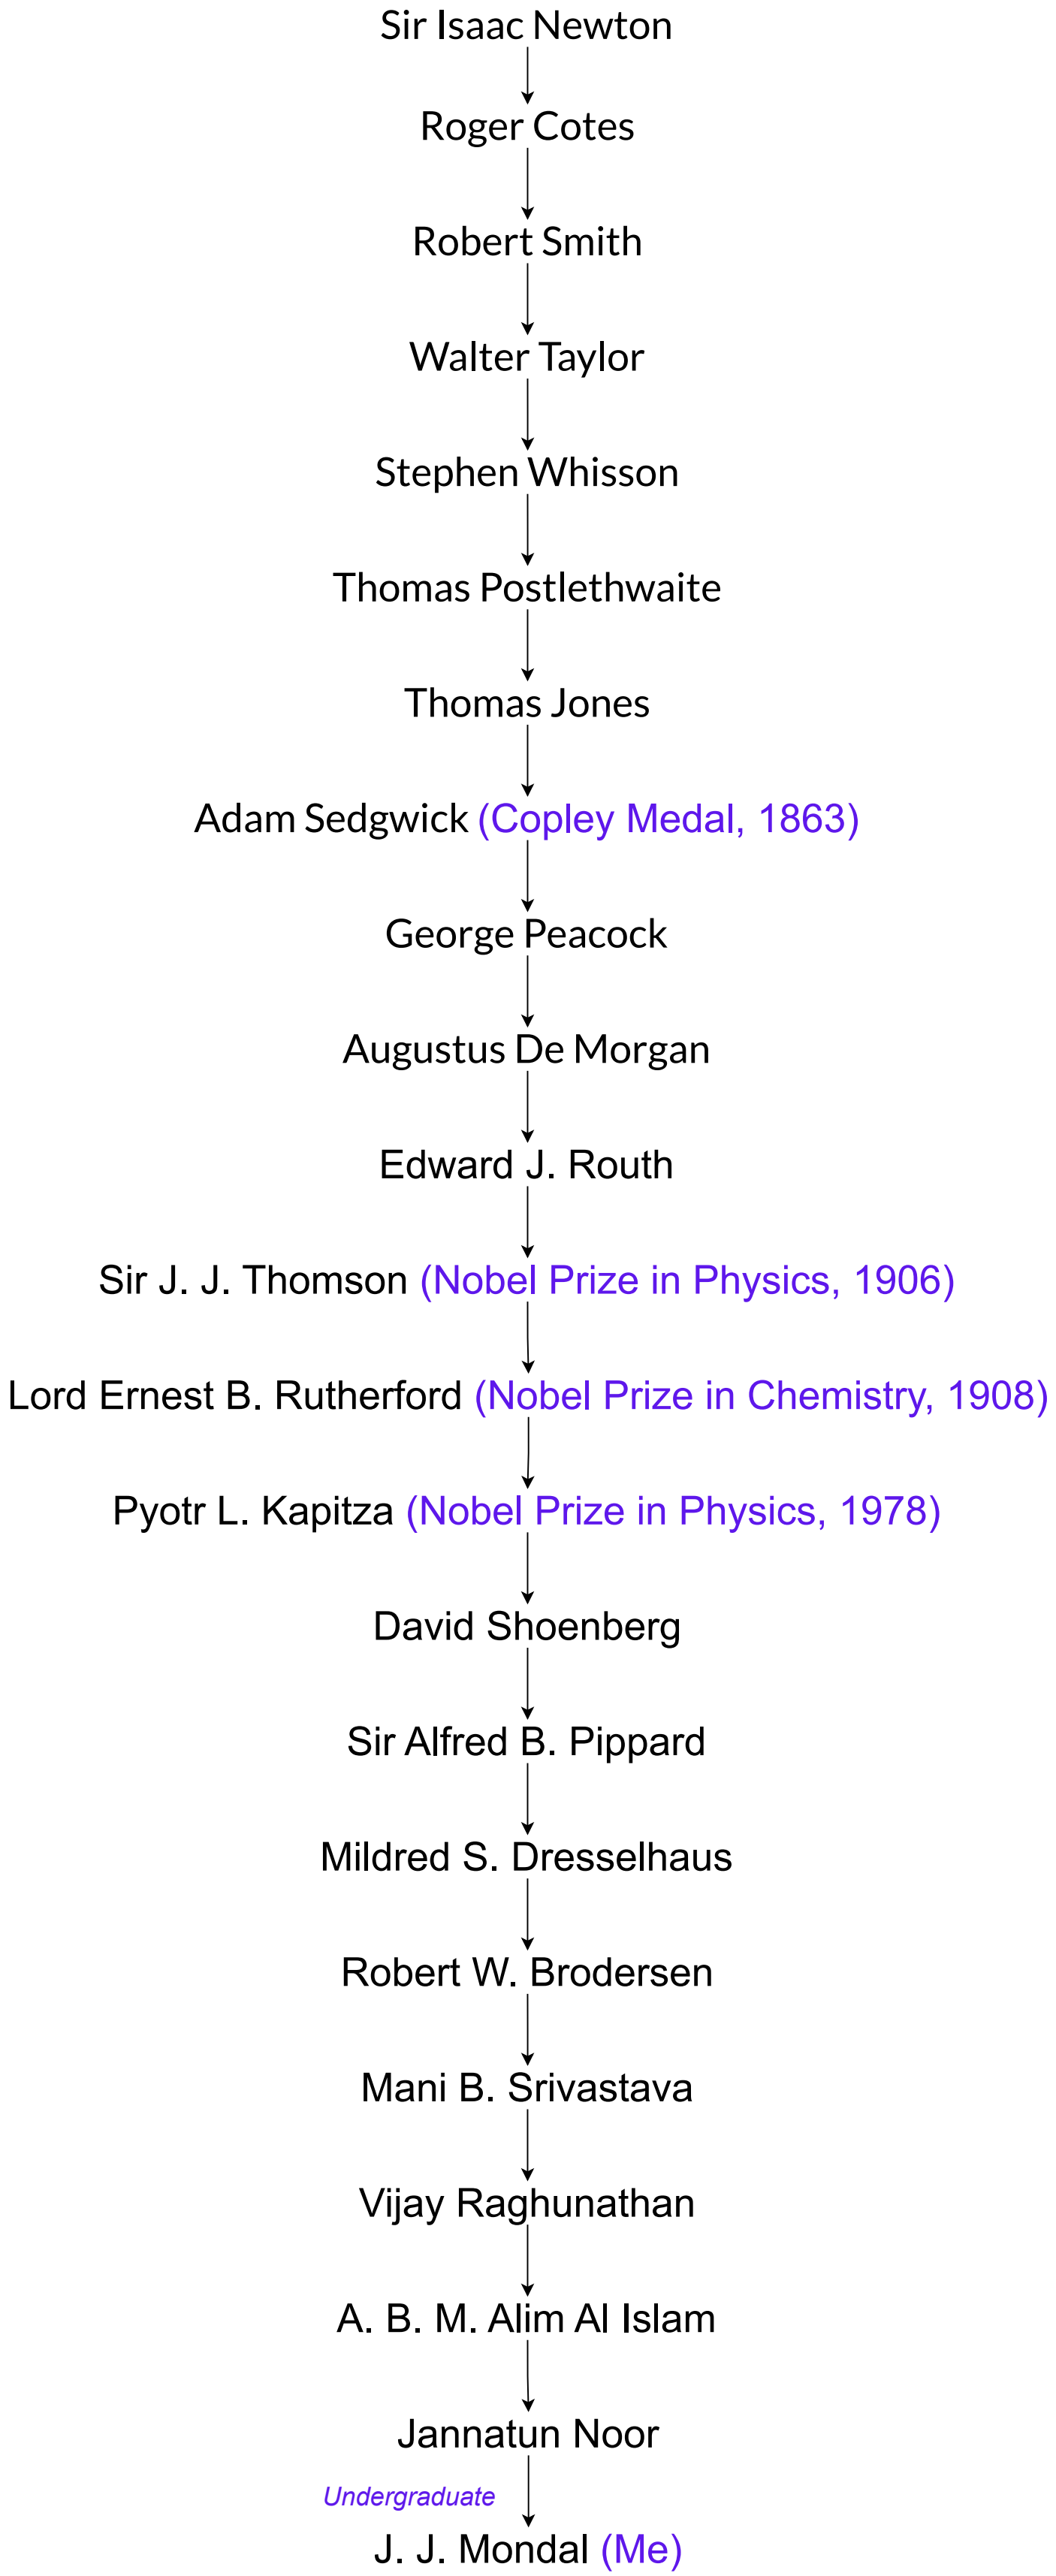 Sir Isaac Newton
Roger Cotes
Robert Smith
Walter Taylor
Stephen Whisson
Thomas Postlethwaite
Thomas Jones
Adam Sedgwick (Copley Medal, 1863)
George Peacock
Augustus De Morgan
Edward J. Routh
Sir J. J. Thomson (Nobel Prize in Physics, 1906)
Lord Ernest B. Rutherford (Nobel Prize in Chemistry, 1908)
Pyotr L. Kapitza (Nobel Prize in Physics, 1978)
David Shoenberg
Sir Alfred B. Pippard
Mildred S. Dresselhaus
Robert W. Brodersen
Mani B. Srivastava
Vijay Raghunathan
A. B. M. Alim Al Islam
Jannatun Noor
Undergraduate
J. J. Mondal (Me)